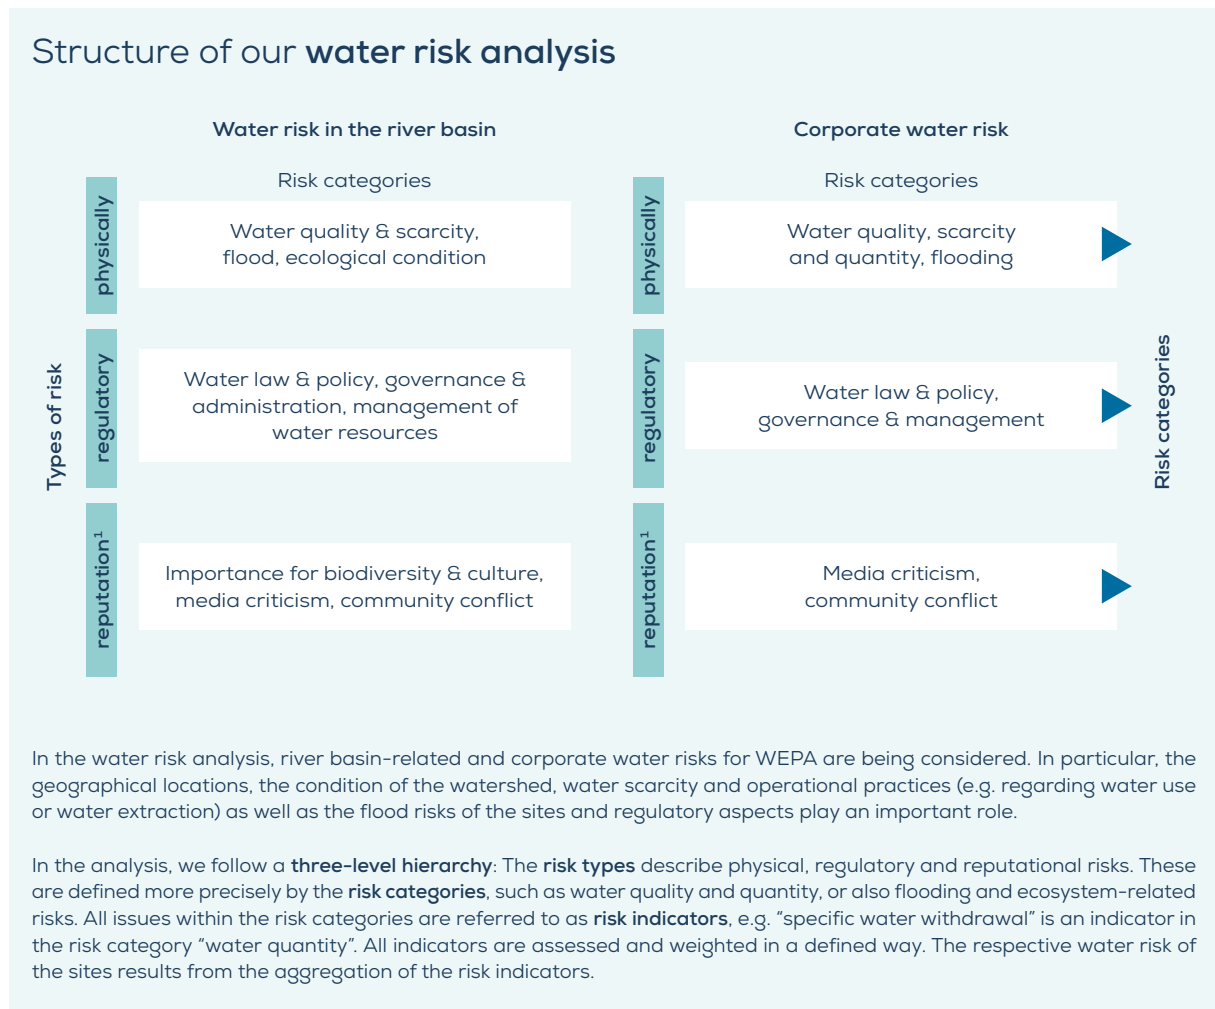 Structure of our water risk analysis
Water risk in the river basin
Corporate water risk
Types of risk
physically
Risk categories
Water quality & scarcity,
flood, ecological condition
regulatory
Water law & policy, governance &
administration, management of
water resources
reputation¹
Importance for biodiversity & culture,
media criticism, community conflict
physically
Risk categories
Water quality, scarcity
and quantity, flooding
regulatory
Water law & policy,
governance & management
reputation¹
Media criticism,
community conflict
Risk categories
In the water risk analysis, river basin-related and corporate water risks for WEPA are being considered. In particular, the
geographical locations, the condition of the watershed, water scarcity and operational practices (e.g. regarding water use
or water extraction) as well as the flood risks of the sites and regulatory aspects play an important role.
In the analysis, we follow a three-level hierarchy: The risk types describe physical, regulatory and reputational risks. These
are defined more precisely by the risk categories, such as water quality and quantity, or also flooding and ecosystem-related
risks. All issues within the risk categories are referred to as risk indicators, e.g. “specific water withdrawal” is an indicator in
the risk category “water quantity”. All indicators are assessed and weighted in a defined way. The respective water risk of
the sites results from the aggregation of the risk indicators.